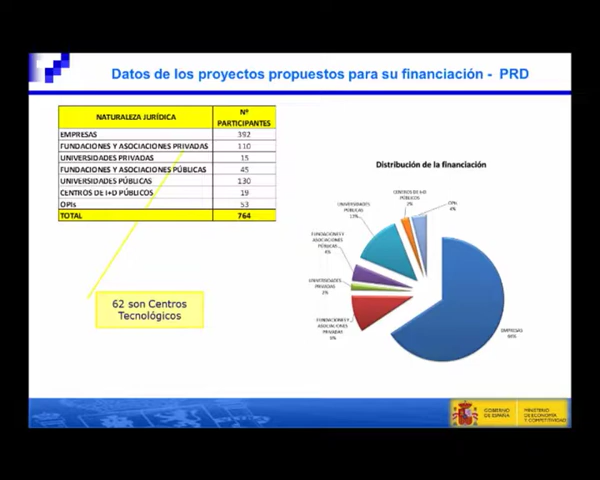 Datos de los proyectos propuestos para su financiación - PRD
NATURALEZA JURÍDICA
Nº
PARTICIPANTES
EMPRESAS 392
FUNDACIONES Y ASOCIACIONES PRIVADAS 110
UNIVERSIDADES PRIVADAS 15
FUNDACIONES Y ASOCIACIONES PÚBLICAS 45
UNIVERSIDADES PÚBLICAS 130
CENTROS DE I+D PÚBLICOS 19
OPIs 53
TOTAL 764
62 son Centros
Tecnológicos
Distribución de la financiación
CENTROS DE I+D
PÚBLICOS
2%
OPIs
4%
UNIVERSIDADES
PÚBLICAS
13%
FUNDACIONES Y
ASOCIACIONES
PÚBLICAS
4%
UNIVERSIDADES
PRIVADAS
2%
FUNDACIONES Y
ASOCIACIONES
PRIVADAS
EMPRESAS
GOBIERNO
DE ESPAÑA
MINISTERIO
DE ECONOMÍA
Y COMPETITIVIDAD